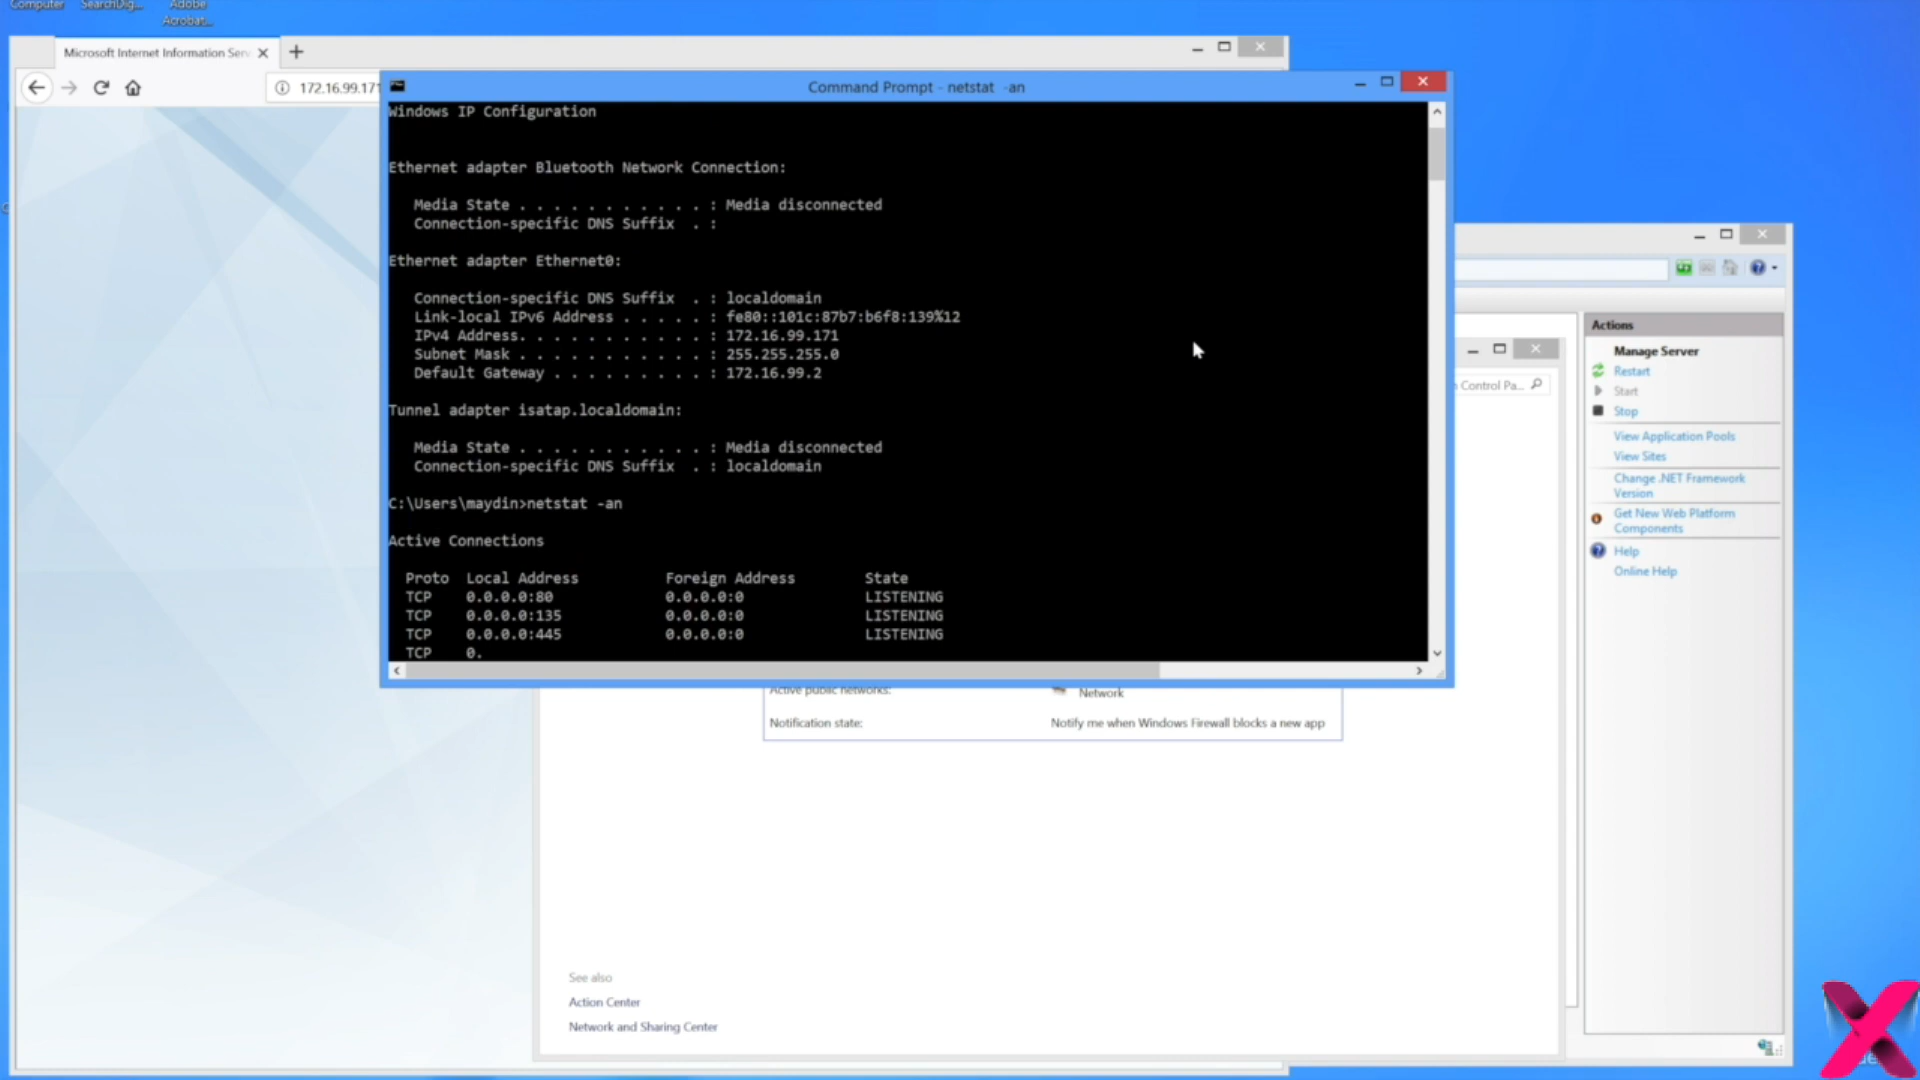 Computer
Adobe
Acrobat...
Microsoft Internet Information Serv
172.16.99.171
Command Prompt - netstat -an
Windows IP Configuration
Ethernet adapter Bluetooth Network Connection:
Media State . . . . . . . . . . . : Media disconnected
Connection-specific DNS Suffix . :
Ethernet adapter Ethernet0:
Connection-specific DNS Suffix . : localdomain
Link-local IPv6 Address . . . . . : fe80::101c:87b7:b6f8:139%12
IPv4 Address. . . . . . . . . . . : 172.16.99.171
Subnet Mask . . . . . . . . . . . : 255.255.255.0
Default Gateway . . . . . . . . . : 172.16.99.2
Tunnel adapter isatap.localdomain:
Media State . . . . . . . . . . . : Media disconnected
Connection-specific DNS Suffix . : localdomain
C:\Users\maydin>netstat -an
Active Connections
Proto Local Address Foreign Address State
TCP 0.0.0.0:80 0.0.0.0:0 LISTENING
TCP 0.0.0.0:135 0.0.0.0:0 LISTENING
TCP 0.0.0.0:445 0.0.0.0:0 LISTENING
TCP 0.
Control Pa...
Actions
Manage Server
Restart
Start
Stop
View Application Pools
View Sites
Change .NET Framework
Version
Get New Web Platform
Components
Help
Online Help
Active public networks:
Network
Notification state: Notify me when Windows Firewall blocks a new app
See also
Action Center
Network and Sharing Center
X